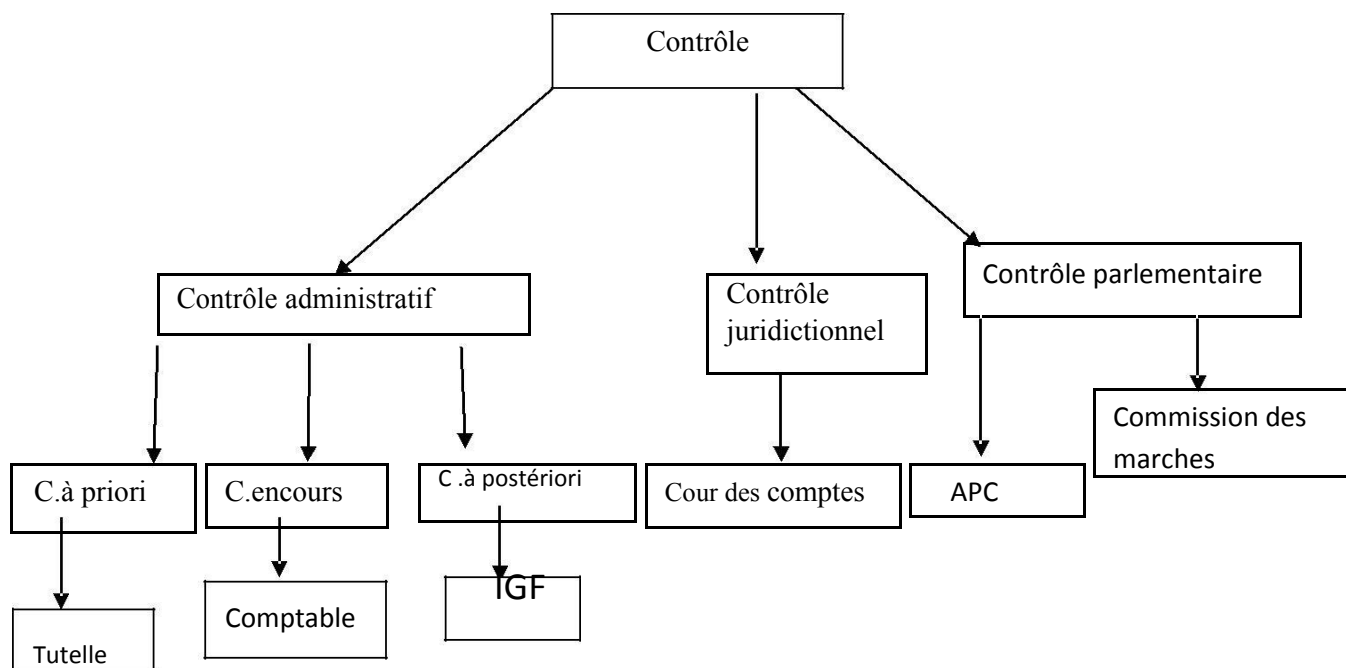 Contrôle
Contrôle administratif
Contrôle
juridictionnel
Contrôle parlementaire
Commission des
marches
C.à priori
C.encours
C .à postériori
Cour des comptes
APC
Tutelle
Comptable
IGF